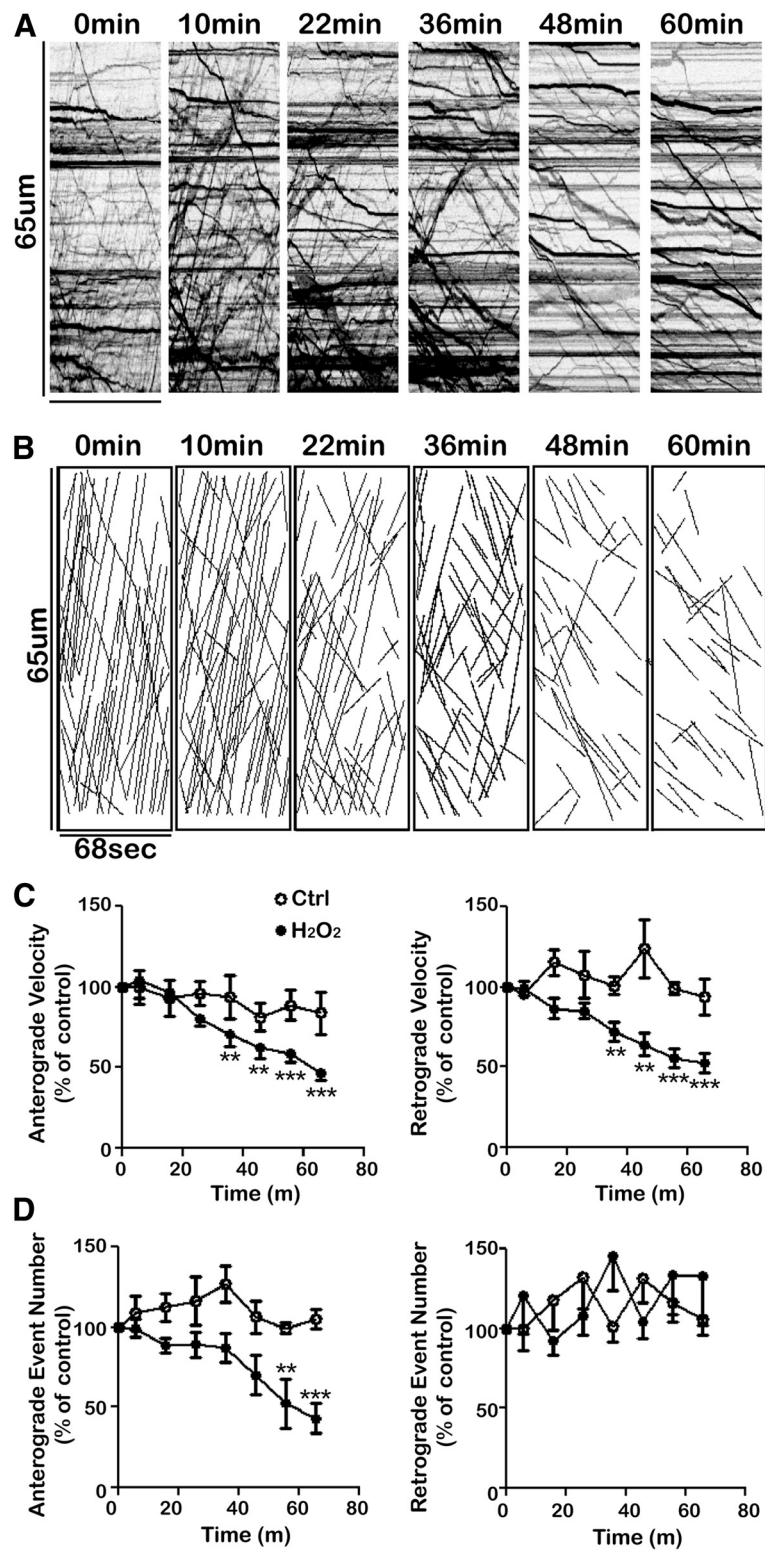 A
0min 10min 22min 36min 48min 60min
65um
B
0min 10min 22min 36min 48min 60min
65um
68sec
C
Ctrl
H₂O₂
Anterograde Velocity
(% of control)
150
100
50
0
0 20 40 60 80
Time (m)
** ** *** ***
Retrograde Velocity
(% of control)
150
100
50
0
0 20 40 60 80
Time (m)
** ** *** ***
D
Anterograde Event Number
(% of control)
150
100
50
0
0 20 40 60 80
Time (m)
** ***
Retrograde Event Number
(% of control)
150
100
50
0
0 20 40 60 80
Time (m)